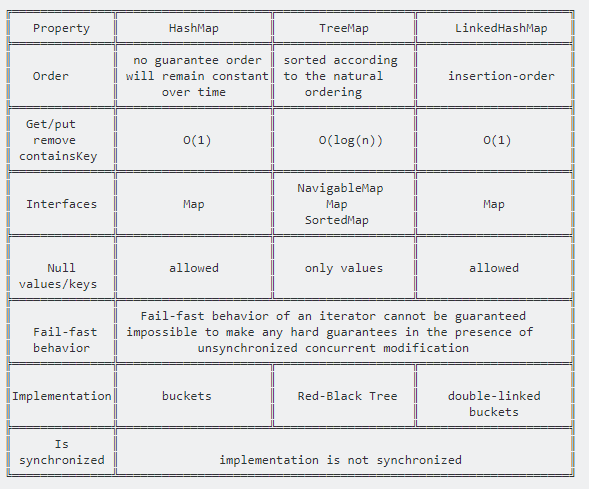 Property HashMap TreeMap LinkedHashMap
no guarantee order sorted according
Order will remain constant to the natural insertion-order
over time ordering
Get/put
remove O(1) O(log(n)) O(1)
containsKey
NavigableMap
Interfaces Map Map Map
SortedMap
Null allowed only values allowed
values/keys
Fail-fast behavior of an iterator cannot be guaranteed
Fail-fast impossible to make any hard guarantees in the presence of
behavior unsynchronized concurrent modification
Implementation buckets Red-Black Tree double-linked
buckets
Is
synchronized implementation is not synchronized